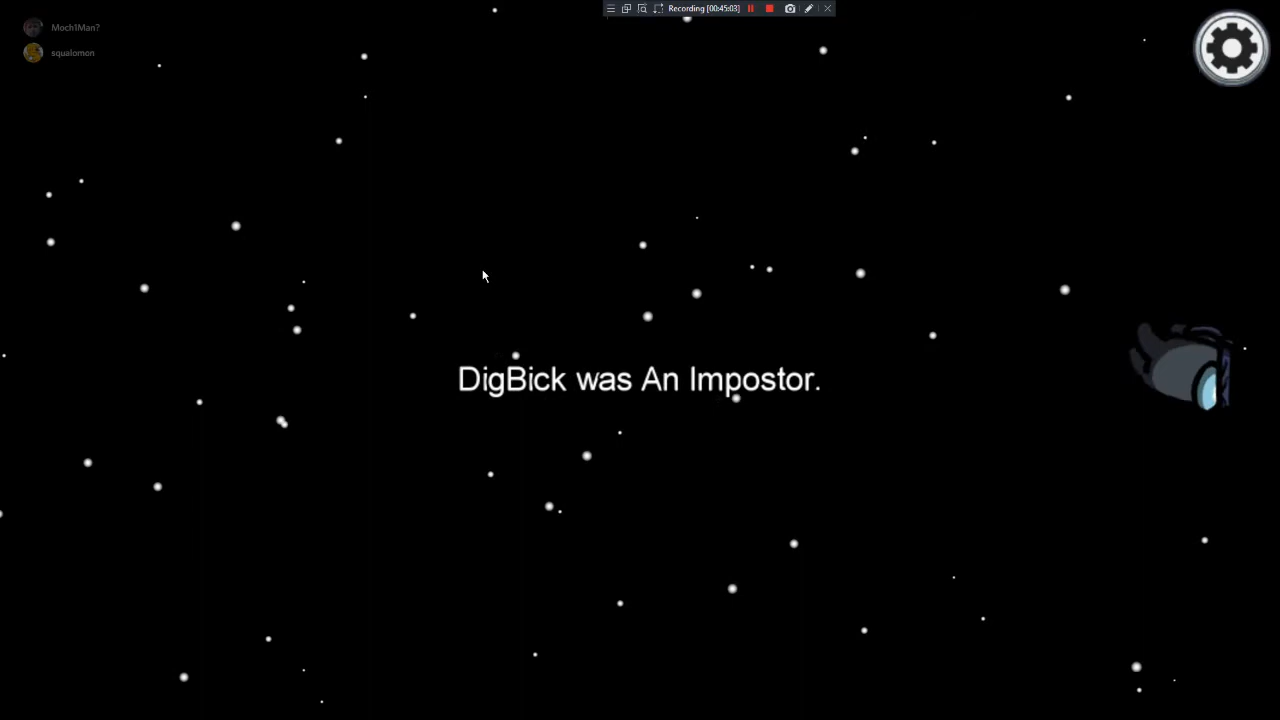 Recording [00:45:03]
Moch1Man?
squalomon
DigBick was An Impostor.